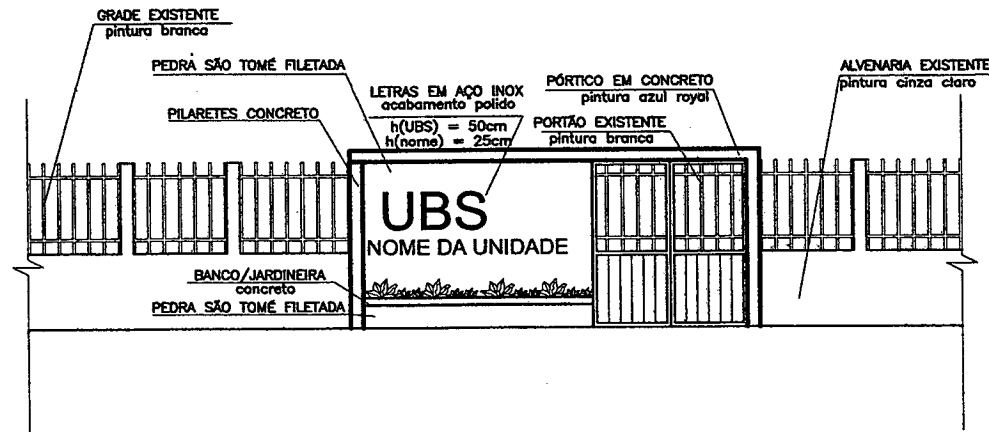 GRADE EXISTENTE
pintura branca
PEDRA SÃO TOMÉ FILETADA
PILARETES CONCRETO
LETRAS EM AÇO INOX
acabamento polido
h(UBS) = 50cm
h(nome) = 25cm
PÓRTICO EM CONCRETO
pintura azul royal
PORTÃO EXISTENTE
pintura branca
ALVENARIA EXISTENTE
pintura cinza claro
UBS
NOME DA UNIDADE
BANCO/JARDINEIRA
concreto
PEDRA SÃO TOMÉ FILETADA